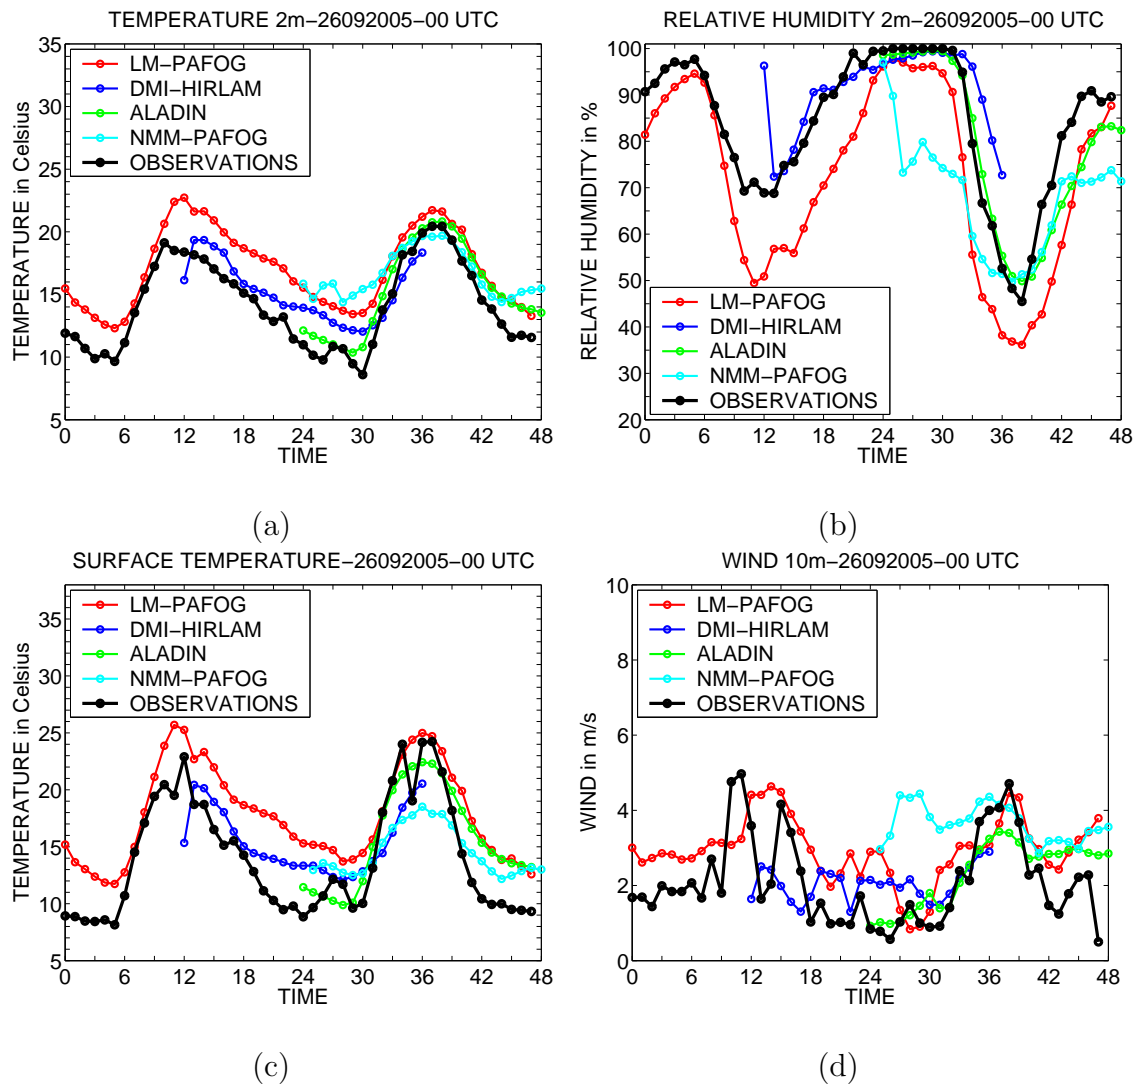 TEMPERATURE 2m−26092005−00 UTC
35
30
25
20
15
10
5
TEMPERATURE in Celsius
LM−PAFOG
DMI−HIRLAM
ALADIN
NMM−PAFOG
OBSERVATIONS
0 6 12 18 24 30 36 42 48
TIME
(a)
RELATIVE HUMIDITY 2m−26092005−00 UTC
100
90
80
70
60
50
40
30
20
RELATIVE HUMIDITY in %
LM−PAFOG
DMI−HIRLAM
ALADIN
NMM−PAFOG
OBSERVATIONS
0 6 12 18 24 30 36 42 48
TIME
(b)
SURFACE TEMPERATURE−26092005−00 UTC
35
30
25
20
15
10
5
TEMPERATURE in Celsius
LM−PAFOG
DMI−HIRLAM
ALADIN
NMM−PAFOG
OBSERVATIONS
0 6 12 18 24 30 36 42 48
TIME
(c)
WIND 10m−26092005−00 UTC
10
8
6
4
2
0
WIND in m/s
LM−PAFOG
DMI−HIRLAM
ALADIN
NMM−PAFOG
OBSERVATIONS
0 6 12 18 24 30 36 42 48
TIME
(d)